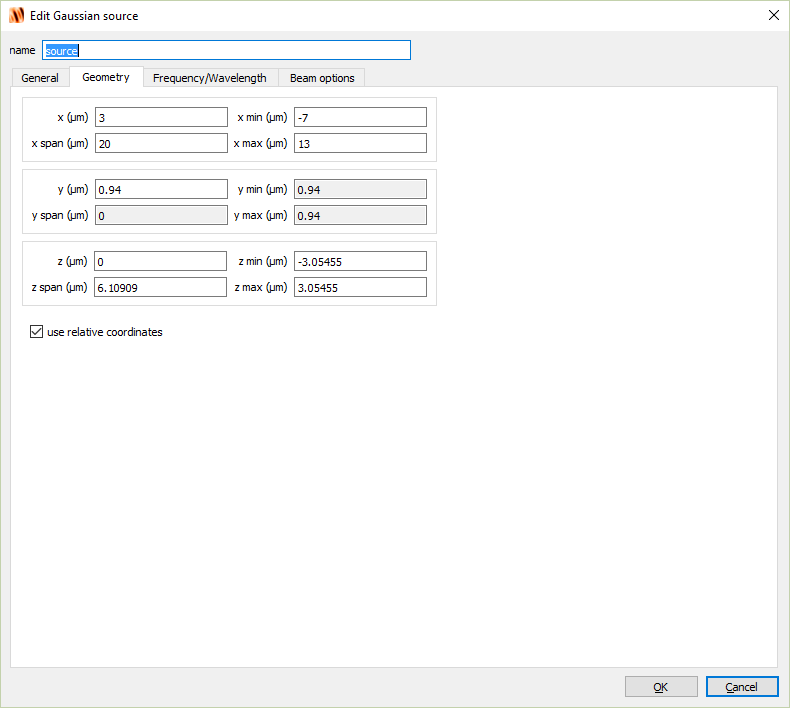 Edit Gaussian source
name source
General Geometry Frequency/Wavelength Beam options
x (μm) 3 x min (μm) -7
x span (μm) 20 x max (μm) 13
y (μm) 0.94 y min (μm) 0.94
y span (μm) 0 y max (μm) 0.94
z (μm) 0 z min (μm) -3.05455
z span (μm) 6.10909 z max (μm) 3.05455
use relative coordinates
OK Cancel